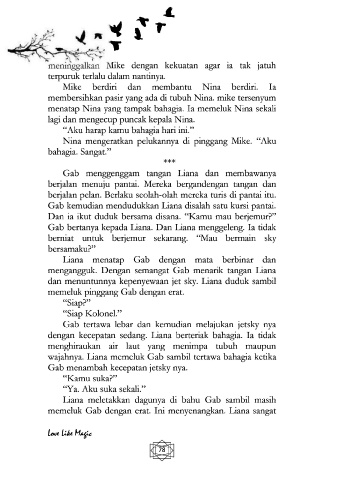 meninggalkan Mike dengan kekuatan agar ia tak jatuh
terpuruk terlalu dalam nantinya.
Mike berdiri dan membantu Nina berdiri. Ia
membersihkan pasir yang ada di tubuh Nina. mike tersenyum
menatap Nina yang tampak bahagia. Ia memeluk Nina sekali
lagi dan mengecup puncak kepala Nina.
“Aku harap kamu bahagia hari ini.”
Nina mengeratkan pelukannya di pinggang Mike. “Aku
bahagia. Sangat.”
***
Gab menggenggam tangan Liana dan membawanya
berjalan menuju pantai. Mereka bergandengan tangan dan
berjalan pelan. Berlaku seolah-olah mereka turis di pantai itu.
Gab kemudian mendudukkan Liana disalah satu kursi pantai.
Dan ia ikut duduk bersama disana. “Kamu mau berjemur?”
Gab bertanya kepada Liana. Dan Liana menggeleng. Ia tidak
berniat untuk berjemur sekarang. “Mau bermain sky
bersamaku?”
Liana menatap Gab dengan mata berbinar dan
mengangguk. Dengan semangat Gab menarik tangan Liana
dan menuntunnya kepenyewaan jet sky. Liana duduk sambil
memeluk pinggang Gab dengan erat.
“Siap?”
“Siap Kolonel.”
Gab tertawa lebar dan kemudian melajukan jetsky nya
dengan kecepatan sedang. Liana berteriak bahagia. Ia tidak
menghiraukan air laut yang menimpa tubuh maupun
wajahnya. Liana memeluk Gab sambil tertawa bahagia ketika
Gab menambah kecepatan jetsky nya.
“Kamu suka?”
“Ya. Aku suka sekali.”
Liana meletakkan dagunya di bahu Gab sambil masih
memeluk Gab dengan erat. Ini menyenangkan. Liana sangat
Love Like Magic
78